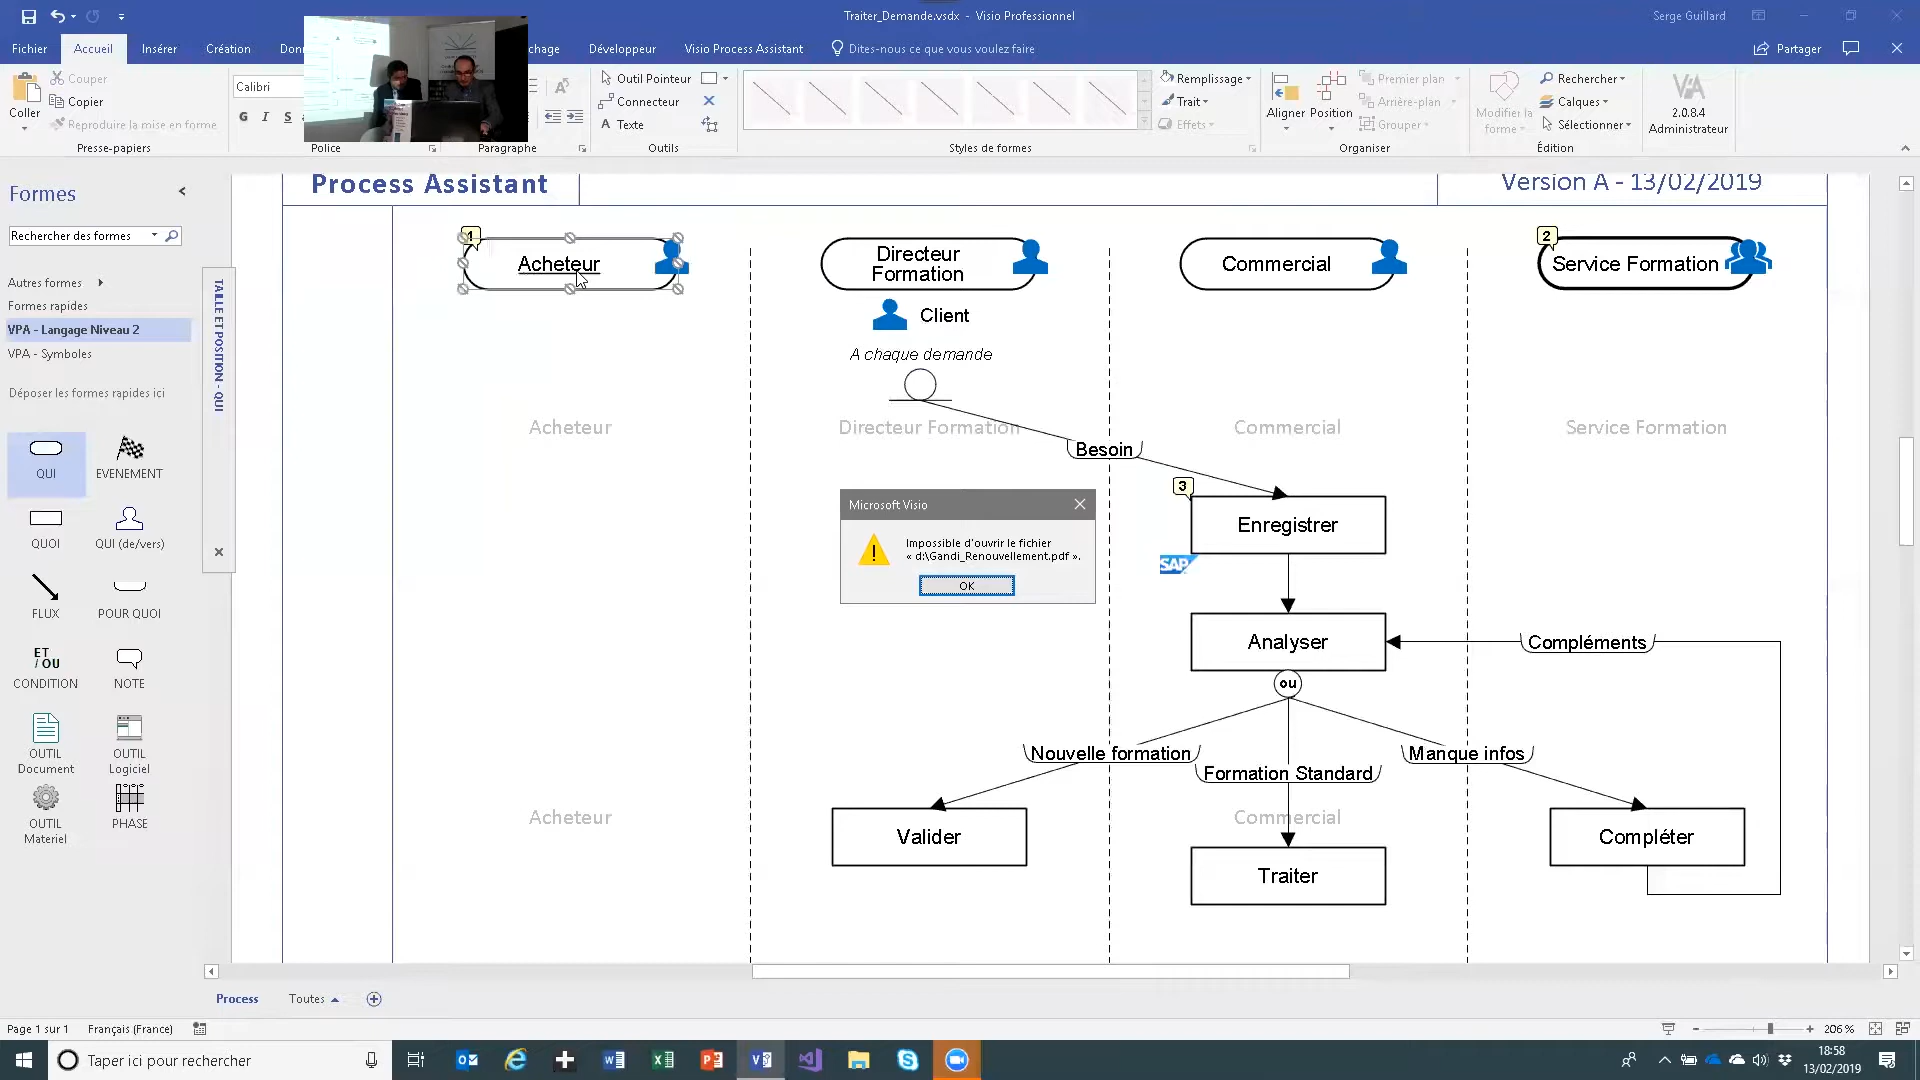 Traiter_Demande.vsdx - Visio Professionnel
Serge Guillard
Fichier
Accueil
Insérer
Création
Don
chage
Développeur
Visio Process Assistant
Dites-nous ce que vous voulez faire
Partager
Coller
Couper
Copier
Reproduire la mise en forme
Presse-papiers
Calibri
G I S
Police
Paragraphe
Outil Pointeur
Connecteur
A Texte
Outils
Styles de formes
Remplissage
Trait
Effets
Aligner
Position
Premier plan
Arrière-plan
Grouper
Organiser
Modifier la
forme
Rechercher
Calques
Sélectionner
Édition
2.0.8.4
Administrateur
Formes
Rechercher des formes
Autres formes
Formes rapides
VPA - Langage Niveau 2
VPA - Symboles
Déposer les formes rapides ici
QUI
EVENEMENT
QUOI
QUI (de/vers)
FLUX
POUR QUOI
ET
/OU
CONDITION
NOTE
OUTIL
Document
OUTIL
Logiciel
OUTIL
Materiel
PHASE
TAILLE ET POSITION - QUI
Process Assistant
Version A - 13/02/2019
1
Acheteur
Directeur
Formation
Commercial
2
Service Formation
Client
A chaque demande
Acheteur
Directeur Formation
Commercial
Service Formation
Besoin
3
Enregistrer
SAP
Microsoft Visio
Impossible d'ouvrir le fichier
« d:\Gandi_Renouvellement.pdf ».
OK
Analyser
Compléments
ou
Nouvelle formation
Formation Standard
Manque infos
Acheteur
Commercial
Valider
Traiter
Compléter
Process
Toutes
Page 1 sur 1
Français (France)
206 %
Taper ici pour rechercher
18:58
13/02/2019